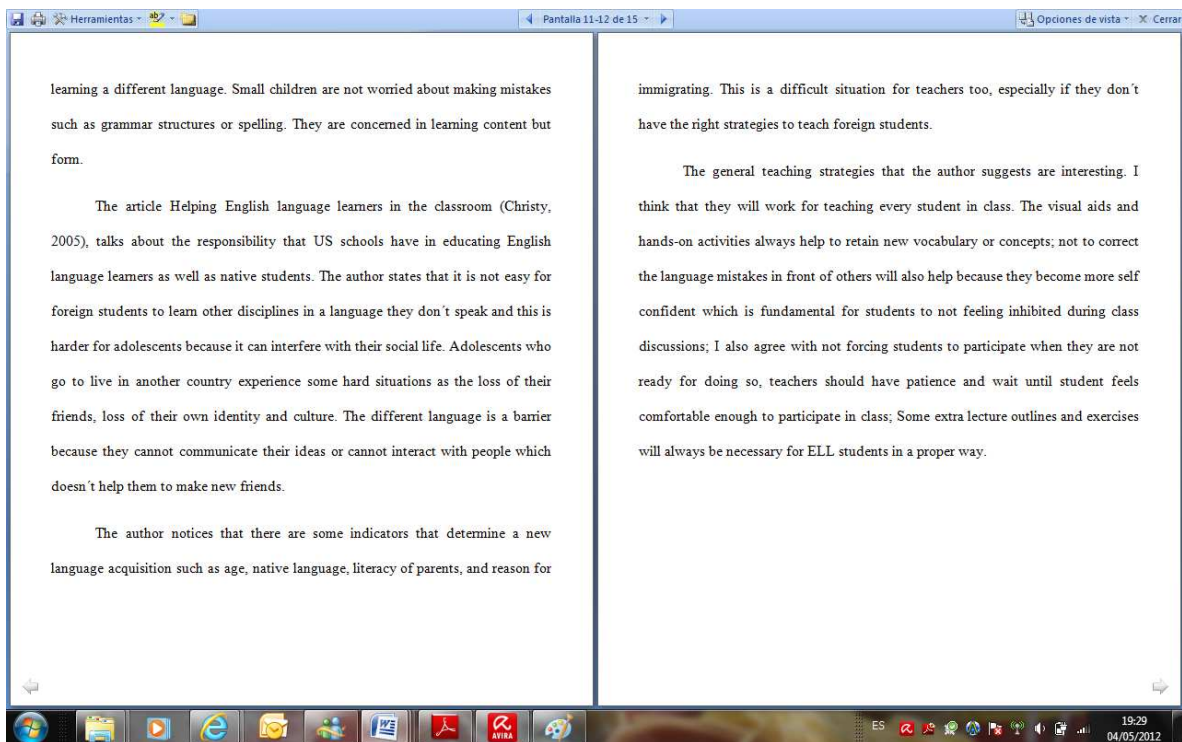 Herramientas
Pantalla 11-12 de 15
Opciones de vista
Cerrar
learning a different language. Small children are not worried about making mistakes
such as grammar structures or spelling. They are concerned in learning content but
form.
The article Helping English language learners in the classroom (Christy,
2005), talks about the responsibility that US schools have in educating English
language learners as well as native students. The author states that it is not easy for
foreign students to learn other disciplines in a language they don´t speak and this is
harder for adolescents because it can interfere with their social life. Adolescents who
go to live in another country experience some hard situations as the loss of their
friends, loss of their own identity and culture. The different language is a barrier
because they cannot communicate their ideas or cannot interact with people which
doesn´t help them to make new friends.
The author notices that there are some indicators that determine a new
language acquisition such as age, native language, literacy of parents, and reason for
immigrating. This is a difficult situation for teachers too, especially if they don´t
have the right strategies to teach foreign students.
The general teaching strategies that the author suggests are interesting. I
think that they will work for teaching every student in class. The visual aids and
hands-on activities always help to retain new vocabulary or concepts; not to correct
the language mistakes in front of others will also help because they become more self
confident which is fundamental for students to not feeling inhibited during class
discussions; I also agree with not forcing students to participate when they are not
ready for doing so, teachers should have patience and wait until student feels
comfortable enough to participate in class; Some extra lecture outlines and exercises
will always be necessary for ELL students in a proper way.
AVIRA
ES
19:29
04/05/2012